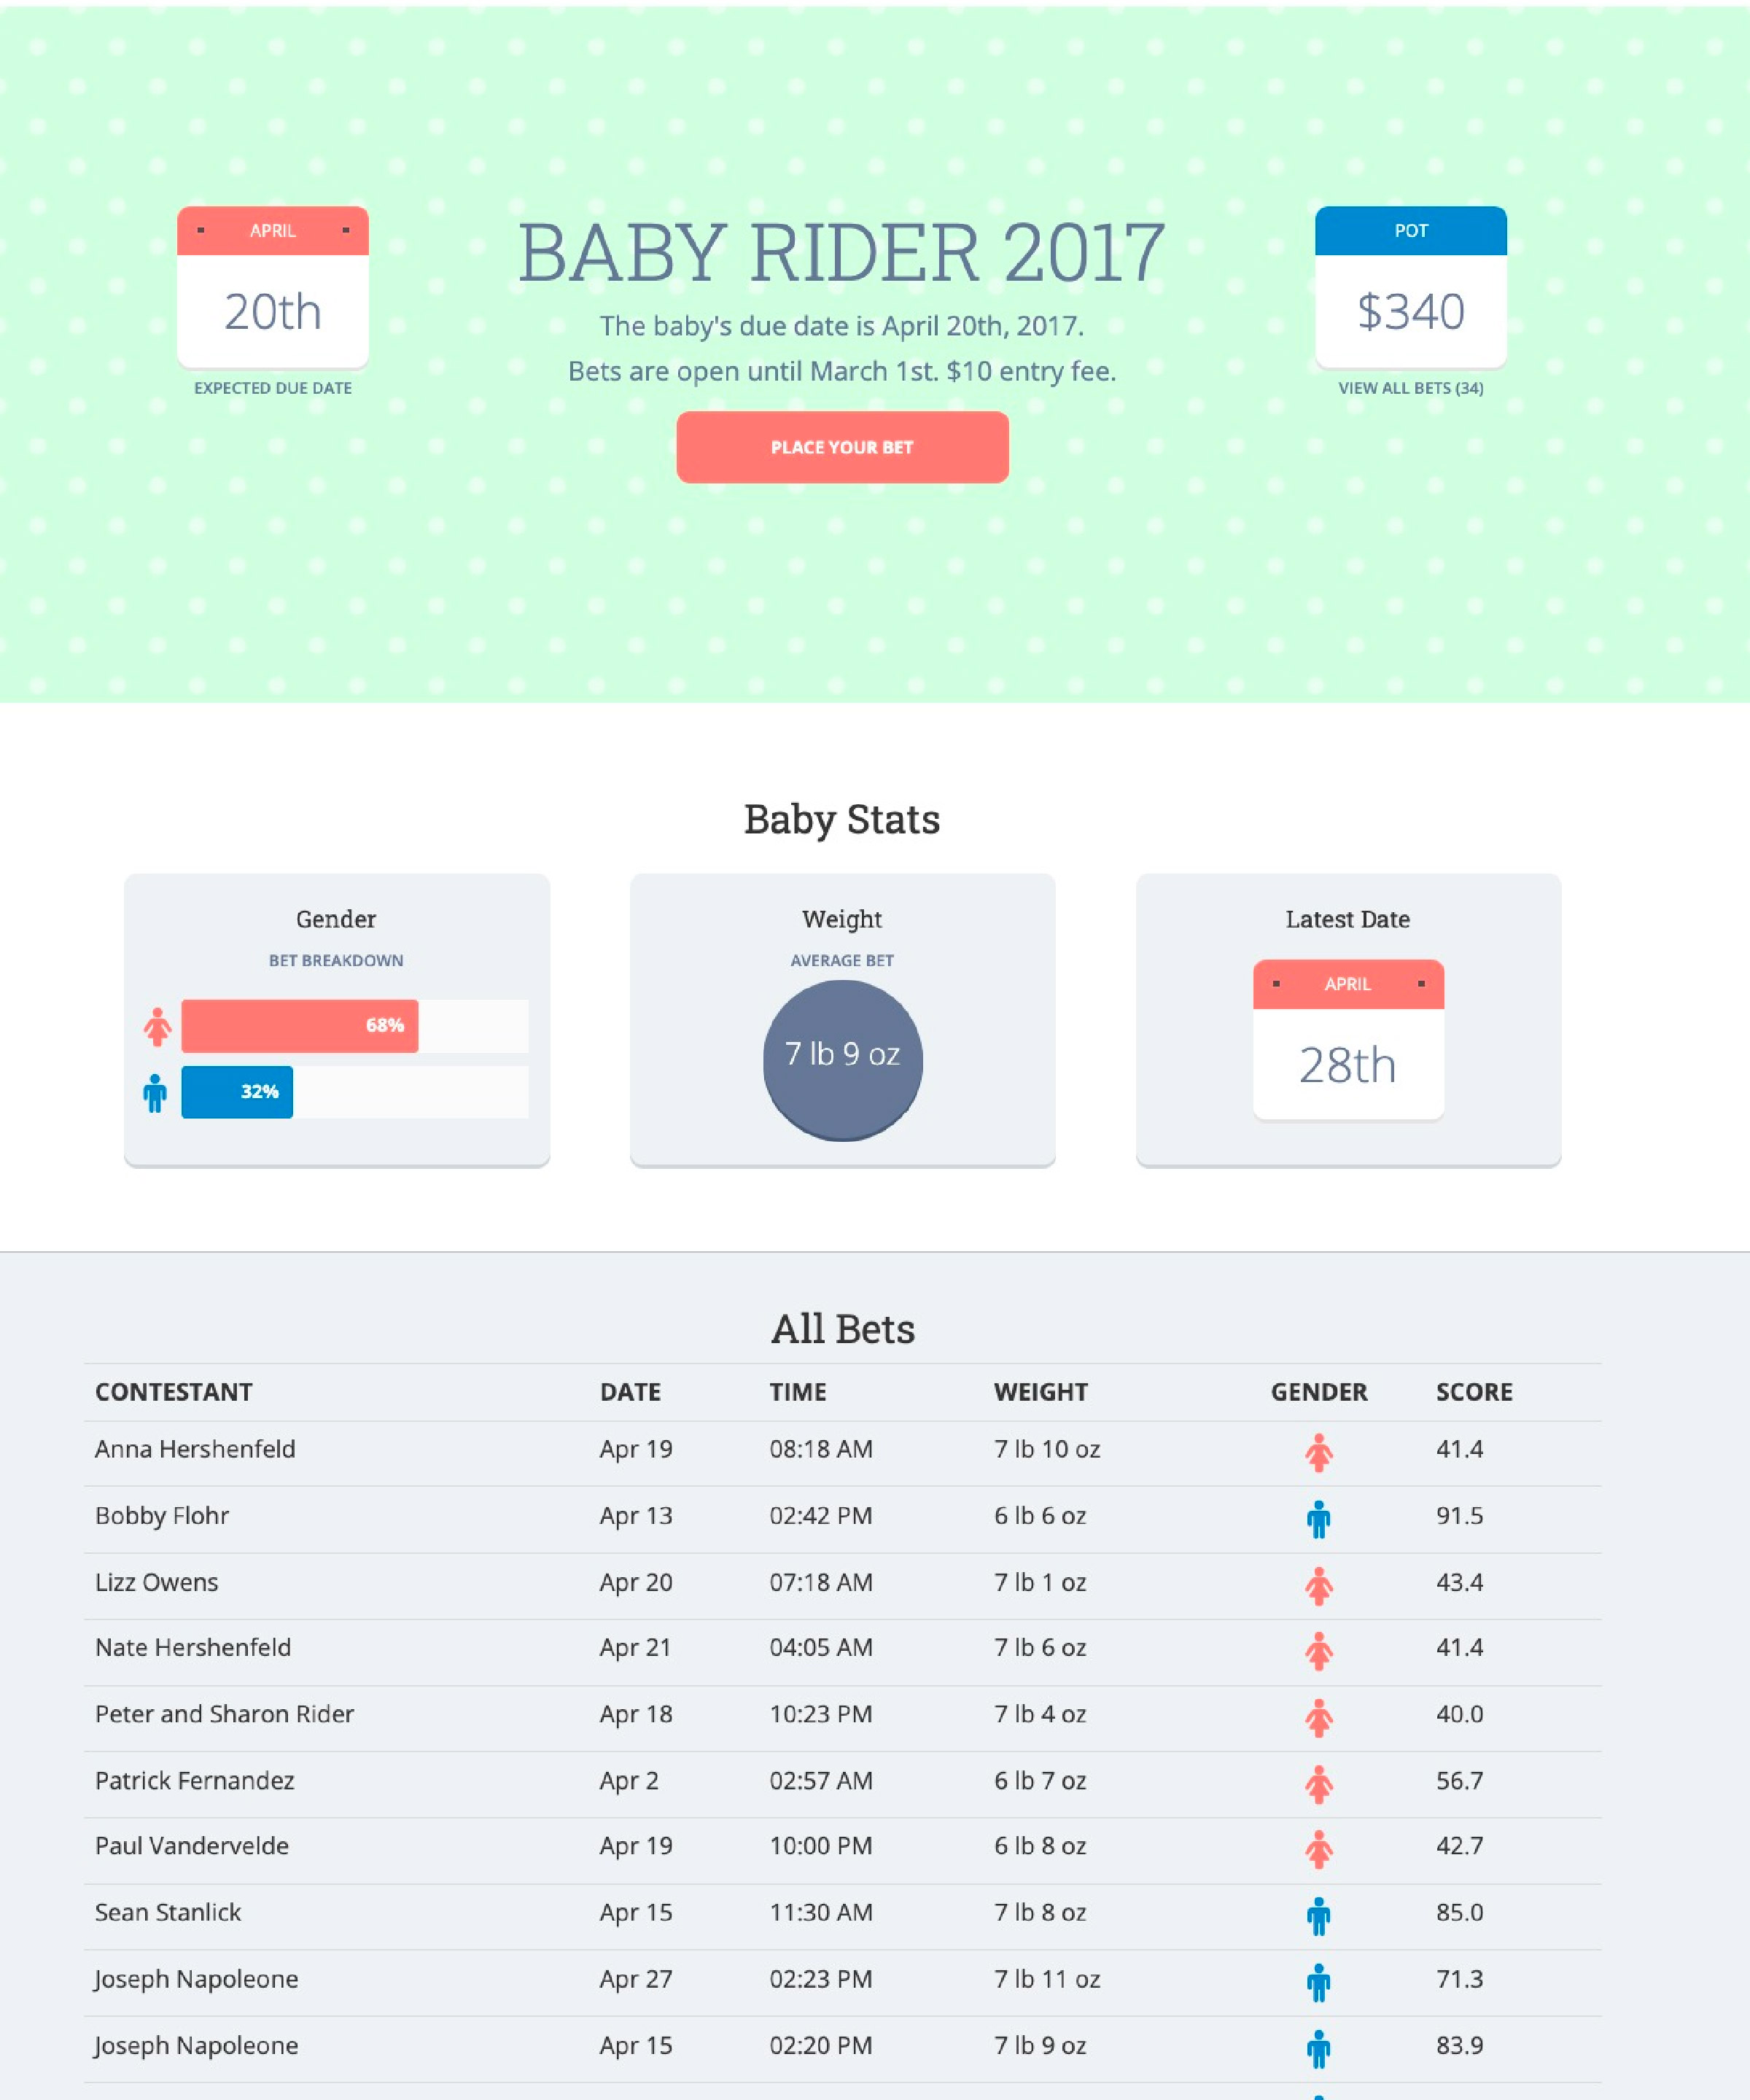 APRIL
20th
EXPECTED DUE DATE
BABY RIDER 2017
The baby's due date is April 20th, 2017.
Bets are open until March 1st. $10 entry fee.
PLACE YOUR BET
POT
$340
VIEW ALL BETS (34)
Baby Stats
Gender
BET BREAKDOWN
68%
32%
Weight
AVERAGE BET
7 lb 9 oz
Latest Date
APRIL
28th
All Bets
CONTESTANT DATE TIME WEIGHT GENDER SCORE
Anna Hershenfeld Apr 19 08:18 AM 7 lb 10 oz 41.4
Bobby Flohr Apr 13 02:42 PM 6 lb 6 oz 91.5
Lizz Owens Apr 20 07:18 AM 7 lb 1 oz 43.4
Nate Hershenfeld Apr 21 04:05 AM 7 lb 6 oz 41.4
Peter and Sharon Rider Apr 18 10:23 PM 7 lb 4 oz 40.0
Patrick Fernandez Apr 2 02:57 AM 6 lb 7 oz 56.7
Paul Vandervelde Apr 19 10:00 PM 6 lb 8 oz 42.7
Sean Stanlick Apr 15 11:30 AM 7 lb 8 oz 85.0
Joseph Napoleone Apr 27 02:23 PM 7 lb 11 oz 71.3
Joseph Napoleone Apr 15 02:20 PM 7 lb 9 oz 83.9